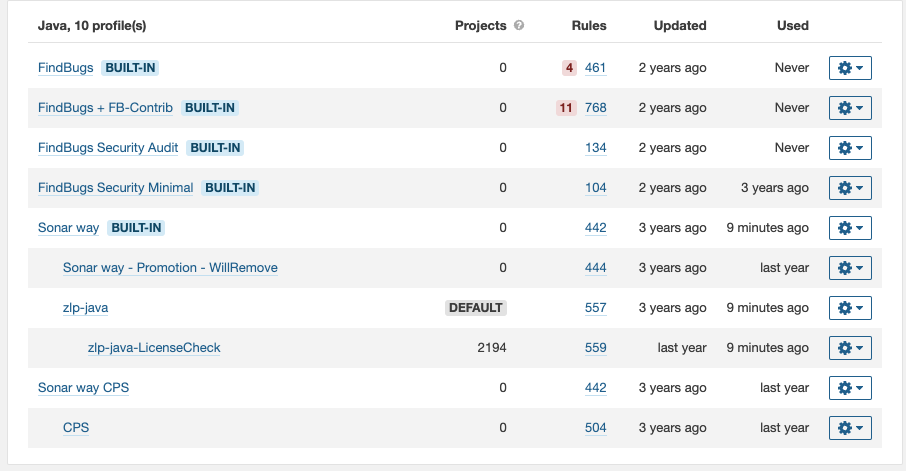 Java, 10 profile(s) Projects ? Rules Updated Used
FindBugs BUILT-IN 0 4 461 2 years ago Never
FindBugs + FB-Contrib BUILT-IN 0 11 768 2 years ago Never
FindBugs Security Audit BUILT-IN 0 134 2 years ago Never
FindBugs Security Minimal BUILT-IN 0 104 2 years ago 3 years ago
Sonar way BUILT-IN 0 442 3 years ago 9 minutes ago
Sonar way - Promotion - WillRemove 0 444 3 years ago last year
zlp-java DEFAULT 557 3 years ago 9 minutes ago
zlp-java-LicenseCheck 2194 559 last year 9 minutes ago
Sonar way CPS 0 442 3 years ago last year
CPS 0 504 3 years ago last year